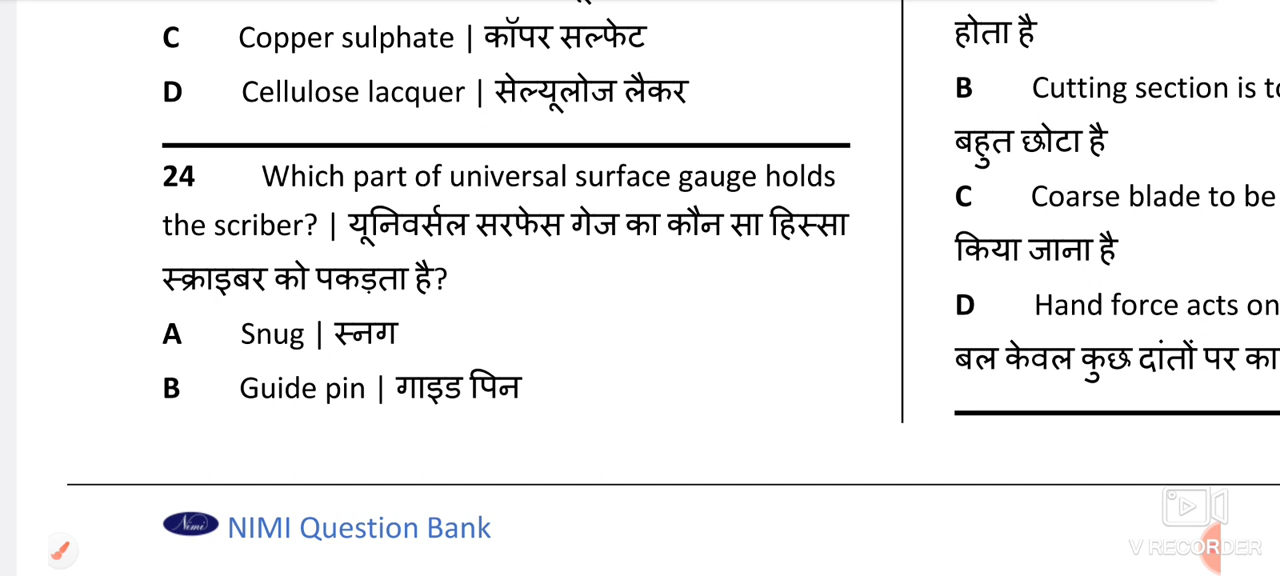 C Copper sulphate | कॉपर सल्फेट
D Cellulose lacquer | सेल्यूलोज लैकर
24 Which part of universal surface gauge holds
the scriber? | यूनिवर्सल सरफेस गेज का कौन सा हिस्सा
स्क्राइबर को पकड़ता है?
A Snug | स्नग
B Guide pin | गाइड पिन
होता है
B Cutting section is
बहुत छोटा है
C Coarse blade to be
किया जाना है
D Hand force acts on
बल केवल कुछ दांतों पर
Nimi NIMI Question Bank
V RECORDER